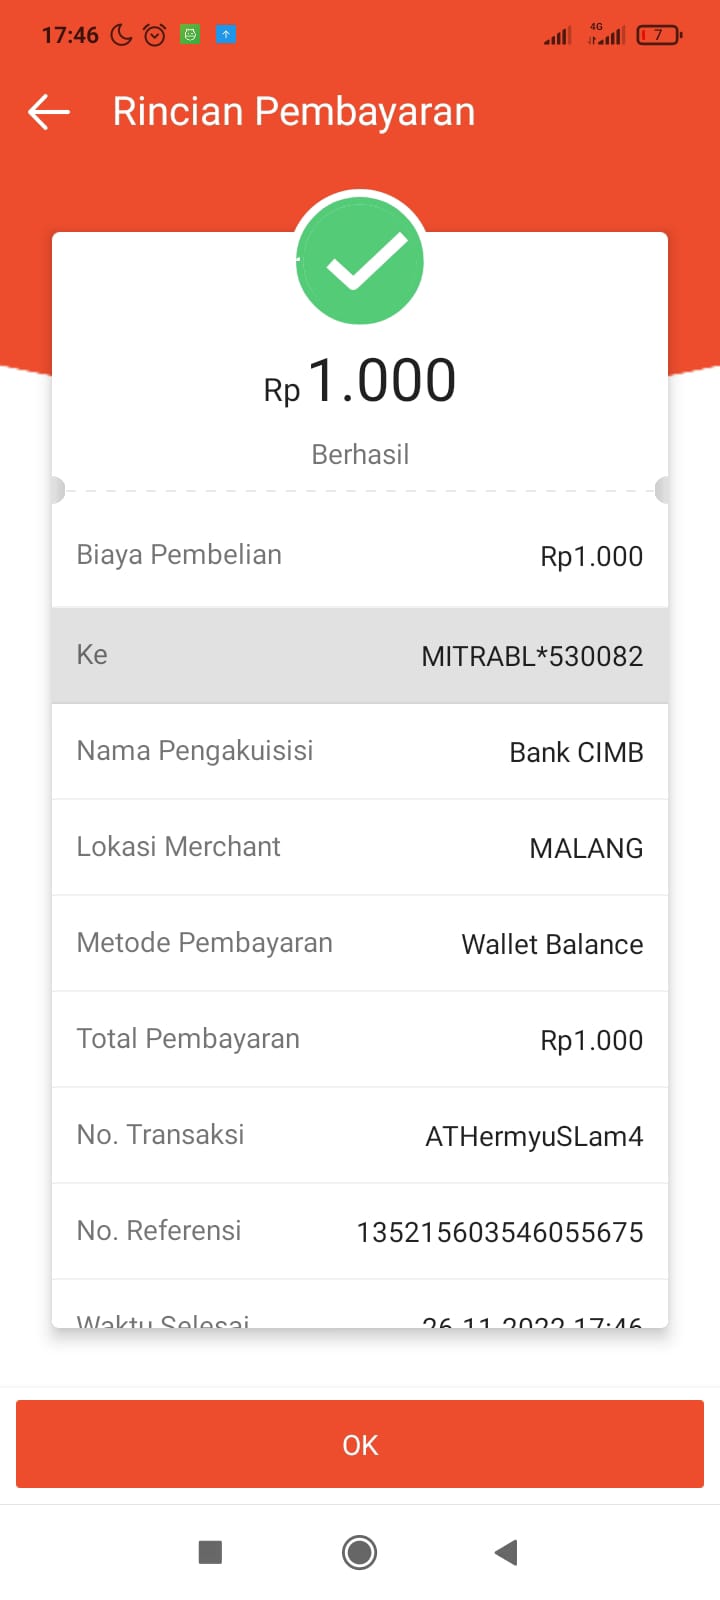 17:46
4G
7
Rincian Pembayaran
Rp1.000
Berhasil
Biaya Pembelian Rp1.000
Ke MITRABL*530082
Nama Pengakuisisi Bank CIMB
Lokasi Merchant MALANG
Metode Pembayaran Wallet Balance
Total Pembayaran Rp1.000
No. Transaksi ATHermyuSLam4
No. Referensi 135215603546055675
Waktu Selesai 26-11-2022 17:46
OK